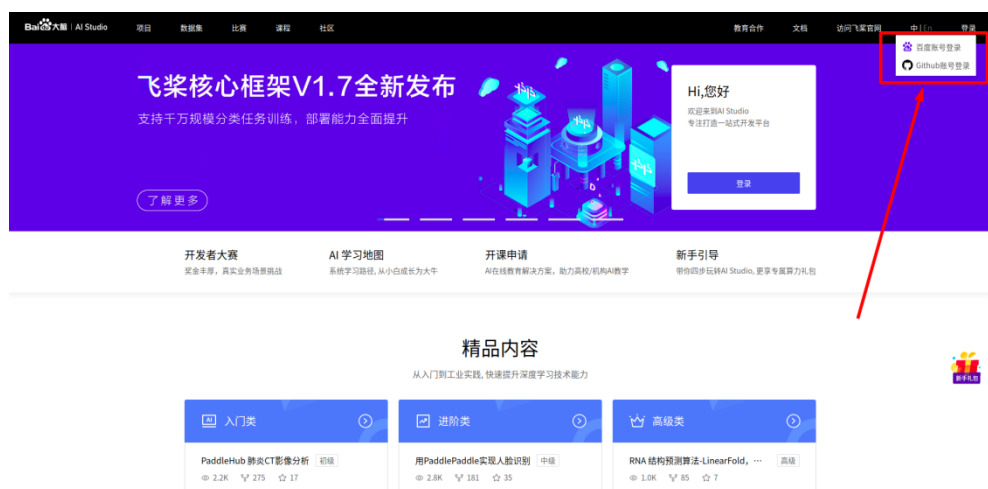 Bai大脑 | AI Studio 项目 数据集 比赛 课程 社区 教育合作 文档 访问飞桨官网 中 | En 登录
百度账号登录
Github账号登录
飞桨核心框架V1.7全新发布
支持千万规模分类任务训练，部署能力全面提升
了解更多
Hi,您好
欢迎来到AI Studio
专注打造一站式开发平台
登录
开发者大赛
奖金丰厚，真实业务场景挑战
AI 学习地图
系统学习路径, 从小白成长为大牛
开课申请
AI在线教育解决方案，助力高校/机构AI教学
新手引导
带你四步玩转AI Studio, 更享专属算力礼包
精品内容
从入门到工业实践, 快速提升深度学习技术能力
新手礼包
AI 入门类
PaddleHub 肺炎CT影像分析 初级
2.2K 275 17
进阶类
用PaddlePaddle实现人脸识别 中级
2.8K 181 35
高级类
RNA 结构预测算法-LinearFold，… 高级
1.0K 85 7